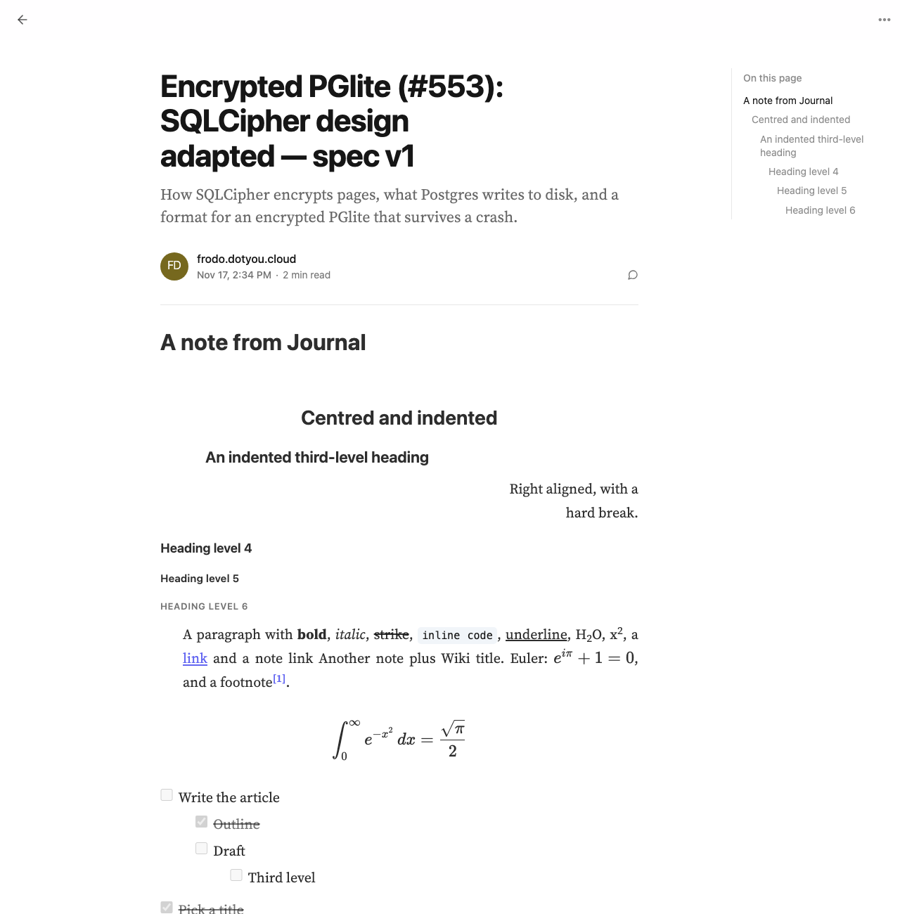 Encrypted PGlite (#553):
SQLCipher design
adapted — spec v1
How SQLCipher encrypts pages, what Postgres writes to disk, and a
format for an encrypted PGlite that survives a crash.
FD
frodo.dotyou.cloud
Nov 17, 2:34 PM · 2 min read
A note from Journal
Centred and indented
An indented third-level heading
Right aligned, with a
hard break.
Heading level 4
Heading level 5
HEADING LEVEL 6
A paragraph with bold, italic, strike, inline code, underline, H₂O, x², a
link and a note link Another note plus Wiki title. Euler: e^{iπ} + 1 = 0,
and a footnote[1].
∫₀^∞ e^{−x²} dx = √π / 2
Write the article
Outline
Draft
Third level
Pick a title
On this page
A note from Journal
Centred and indented
An indented third-level
heading
Heading level 4
Heading level 5
Heading level 6